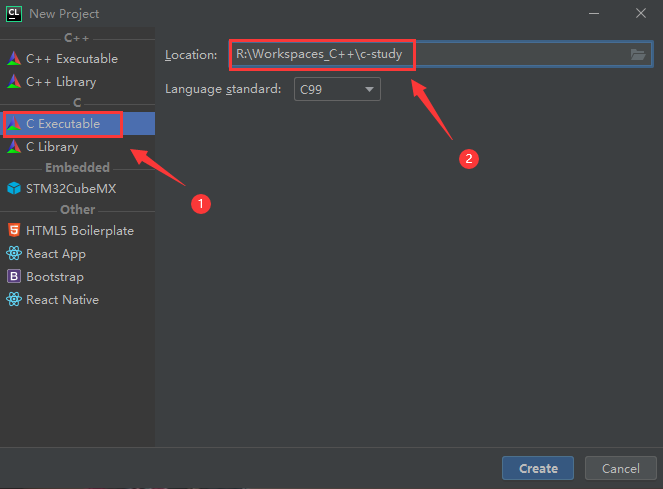 CL New Project
C++
C++ Executable
C++ Library
C
C Executable
C Library
Embedded
STM32CubeMX
Other
HTML5 Boilerplate
React App
B Bootstrap
React Native
Location: R:\Workspaces_C++\c-study
Language standard: C99
1
2
Create Cancel